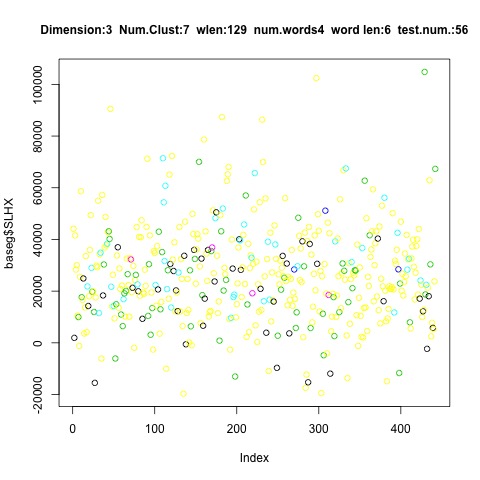 Dimension:3 Num.Clust:7 wlen:129 num.words4 word len:6 test.num.:56
baseg$SLHX
100000
80000
60000
40000
20000
0
-20000
0 100 200 300 400
Index